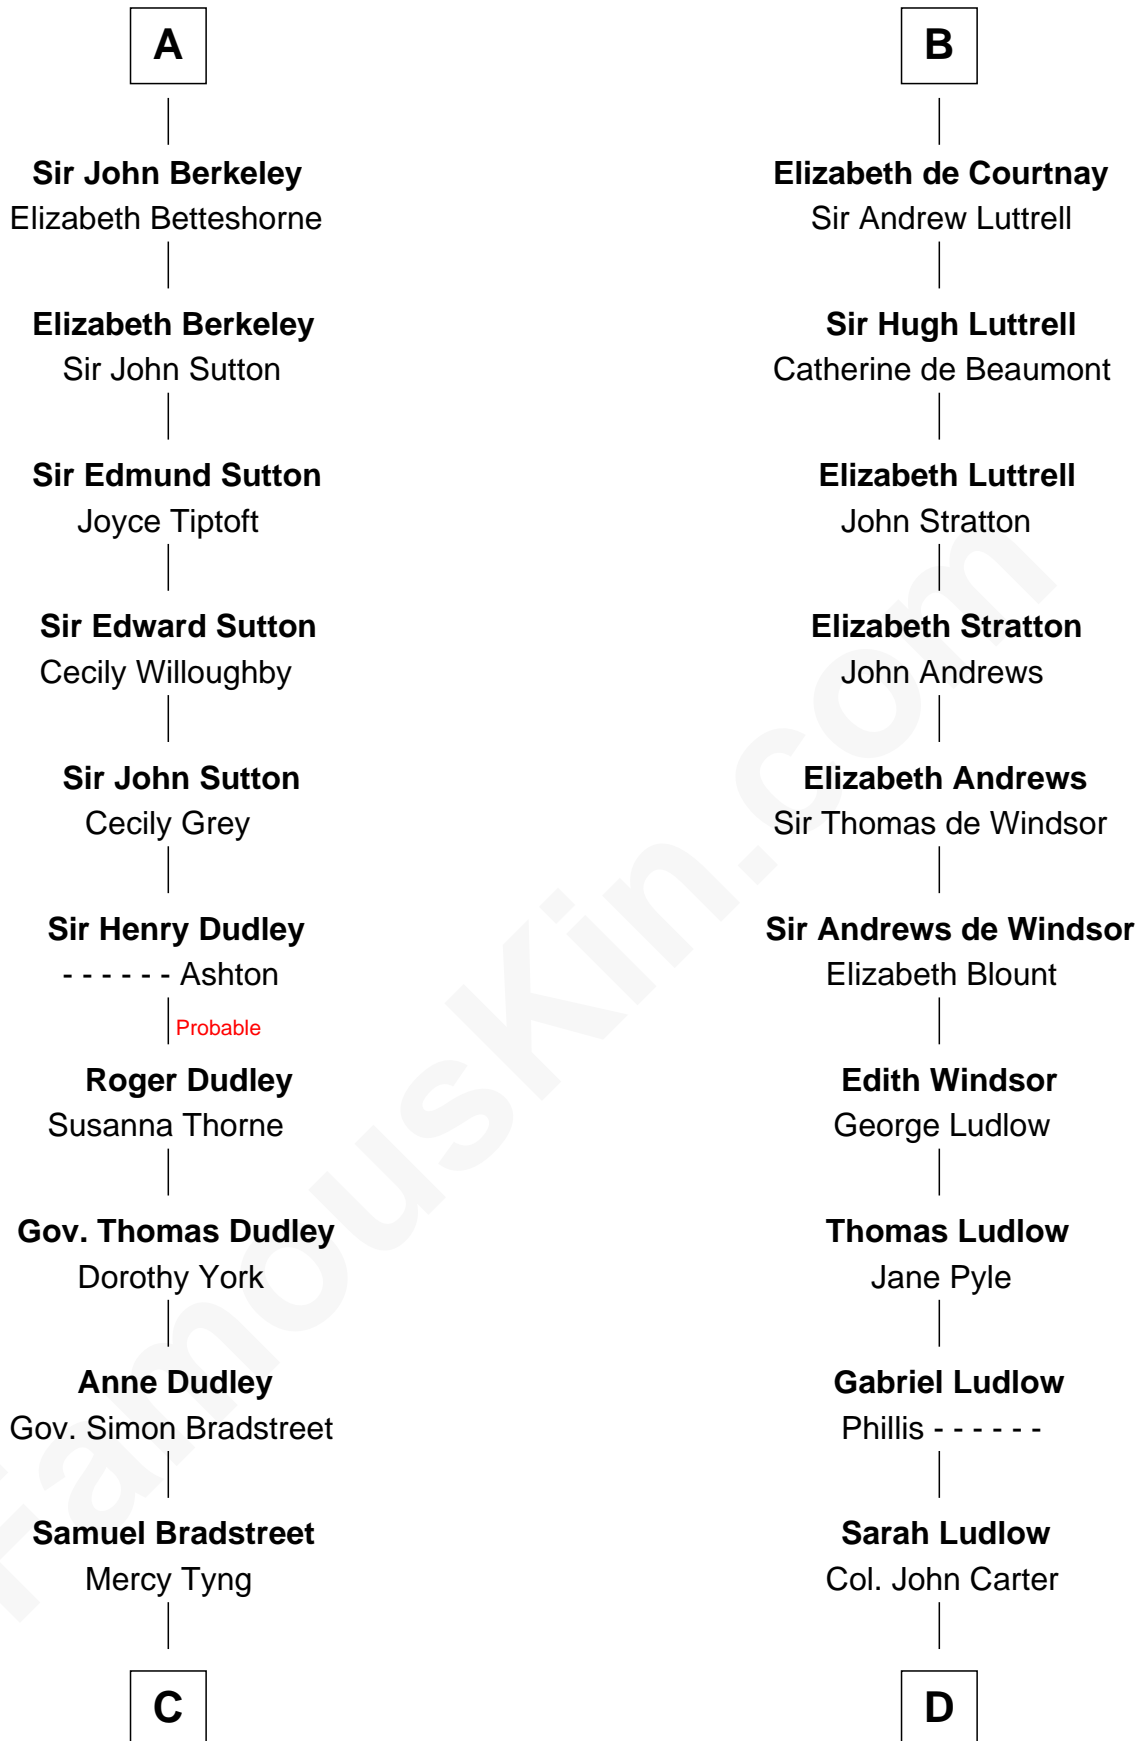 A
Sir John Berkeley
Elizabeth Betteshorne
Elizabeth Berkeley
Sir John Sutton
Sir Edmund Sutton
Joyce Tiptoft
Sir Edward Sutton
Cecily Willoughby
Sir John Sutton
Cecily Grey
Sir Henry Dudley
- - - - - - Ashton
Probable
Roger Dudley
Susanna Thorne
Gov. Thomas Dudley
Dorothy York
Anne Dudley
Gov. Simon Bradstreet
Samuel Bradstreet
Mercy Tyng
C
B
Elizabeth de Courtnay
Sir Andrew Luttrell
Sir Hugh Luttrell
Catherine de Beaumont
Elizabeth Luttrell
John Stratton
Elizabeth Stratton
John Andrews
Elizabeth Andrews
Sir Thomas de Windsor
Sir Andrews de Windsor
Elizabeth Blount
Edith Windsor
George Ludlow
Thomas Ludlow
Jane Pyle
Gabriel Ludlow
Phillis - - - - - -
Sarah Ludlow
Col. John Carter
D
FamousKin.com